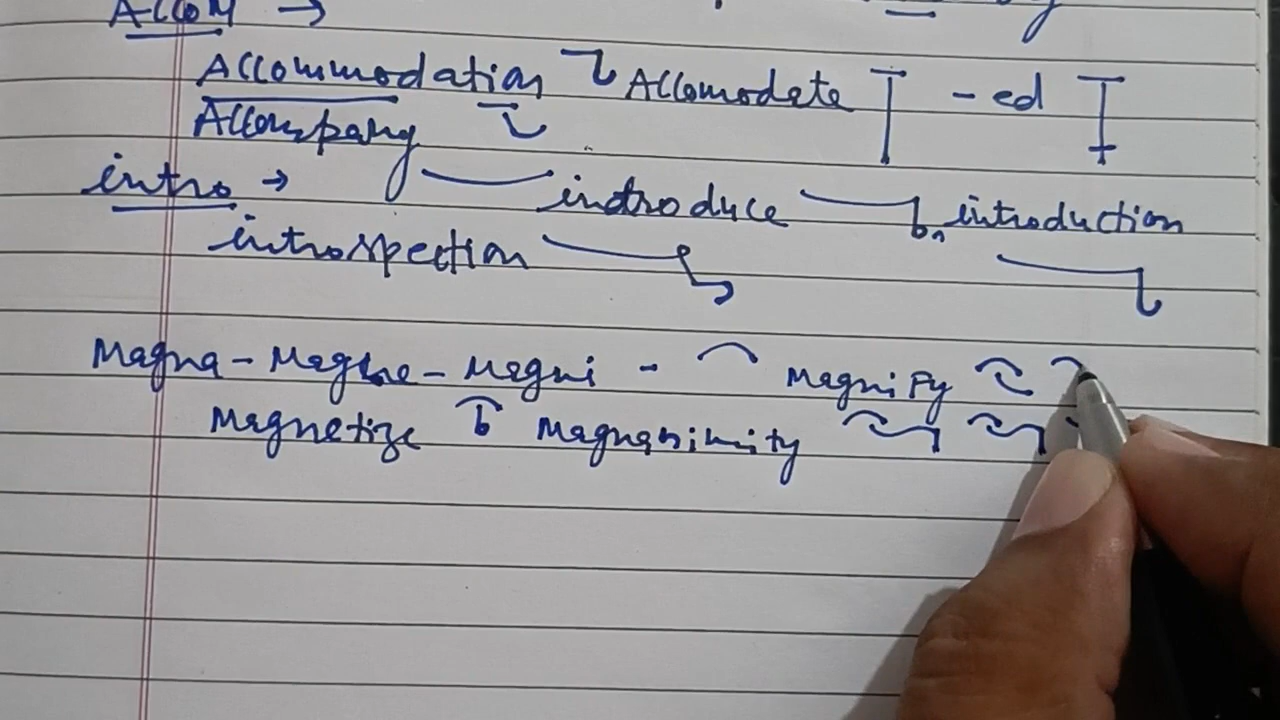 Accom →
Accommodation Accomodate - ed
Accompany
intro → introduce introduction
introspection
Magna - Magne - Magni - Magnify
Magnetize Magnanimity